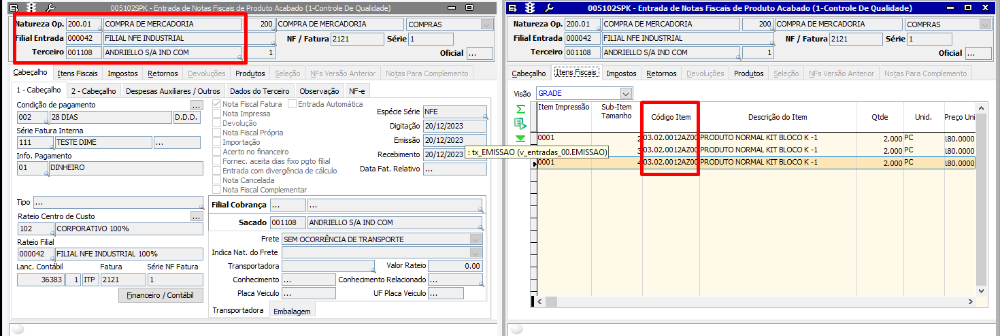 005102SPK - Entrada de Notas Fiscais de Produto Acabado (1-Controle De Qualidade)
Natureza Op. 200.01 COMPRA DE MERCADORIA 200 COMPRA DE MERCADORIA COMPRAS
Filial Entrada 000042 FILIAL NFE INDUSTRIAL NF / Fatura 2121 Série 1
Terceiro 001108 ANDRIELLO S/A IND COM 1 Oficial ...
Cabeçalho Itens Fiscais Impostos Retornos Devoluções Produtos Seleção NFs Versão Anterior Notas Para Complemento
1 - Cabeçalho 2 - Cabeçalho Despesas Auxiliares / Outros Dados do Terceiro Observação NF-e
Condição de pagamento ...
002 28 DIAS D.D.D.
Série Fatura Interna
111 TESTE DIME ...
Info. Pagamento
01 DINHEIRO
Nota Fiscal Fatura Entrada Automática
Nota Impressa
Devolução
Nota Fiscal Própria
Importação
Acerto no financeiro
Fornec. aceita dias fixo pgto filial
Entrada com divergência de cálculo
Nota Cancelada
Nota Fiscal Complementar
Espécie Série NFE
Digitação 20/12/2023
Emissão 20/12/2023
Recebimento 20/12/2023
Data Fat. Relativo ...
: tx_EMISSAO (v_entradas_00.EMISSAO)
Tipo ...
Rateio Centro de Custo ...
102 CORPORATIVO 100%
Rateio Filial
000042 FILIAL NFE INDUSTRIAL 100%
Lanc. Contábil Fatura Série NF Fatura
36383 1 ITP 2121 1
Financeiro / Contábil
Filial Cobrança ... ...
Sacado 001108 ANDRIELLO S/A IND COM
Frete SEM OCORRÊNCIA DE TRANSPORTE
Indica Nat. do Frete
Transportadora Valor Rateio 0.00
Conhecimento ... Conhecimento Relacionado ...
Placa Veiculo ... UF Placa Veiculo ...
Transportadora Embalagem
005102SPK - Entrada de Notas Fiscais de Produto Acabado (1-Controle De Qualidade)
Natureza Op. 200.01 COMPRA DE MERCADORIA 200 COMPRA DE MERCADORIA COMPRAS
Filial Entrada 000042 FILIAL NFE INDUSTRIAL NF / Fatura 2121 Série 1
Terceiro 001108 ANDRIELLO S/A IND COM 1 Oficial ...
Cabeçalho Itens Fiscais Impostos Retornos Devoluções Produtos Seleção NFs Versão Anterior Notas Para Complemento
Visão GRADE
Item Impressão Sub-Item Tamanho Código Item Descrição do Item Qtde Unid. Preço Uni
0001 2 03.02.0012AZ00 PRODUTO NORMAL KIT BLOCO K -1 2.000 PC 180.0000
3 03.02.0012AZ00 PRODUTO NORMAL KIT BLOCO K -1 2.000 PC 180.0000
0001 4 03.02.0012AZ00 PRODUTO NORMAL KIT BLOCO K -1 2.000 PC 180.0000